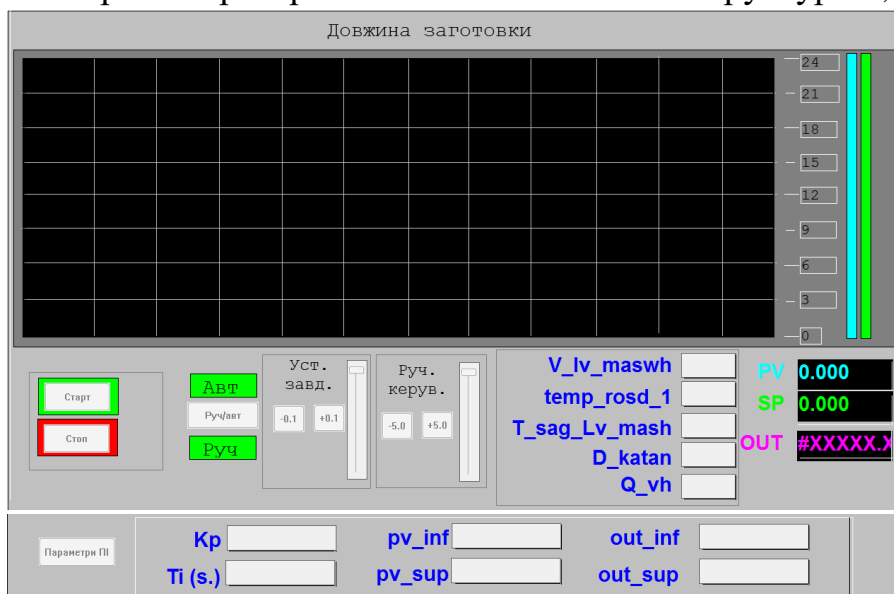 Довжина заготовки
24
21
18
15
12
9
6
3
0
Старт
Стоп
Авт
Руч/авт
Руч
Уст.
завд.
-0.1 +0.1
Руч.
керув.
-5.0 +5.0
V_lv_maswh
temp_rosd_1
T_sag_Lv_mash
D_katan
Q_vh
PV 0.000
SP 0.000
OUT #XXXXX.X
Параметри ПІ
Kp pv_inf out_inf
Ti (s.) pv_sup out_sup